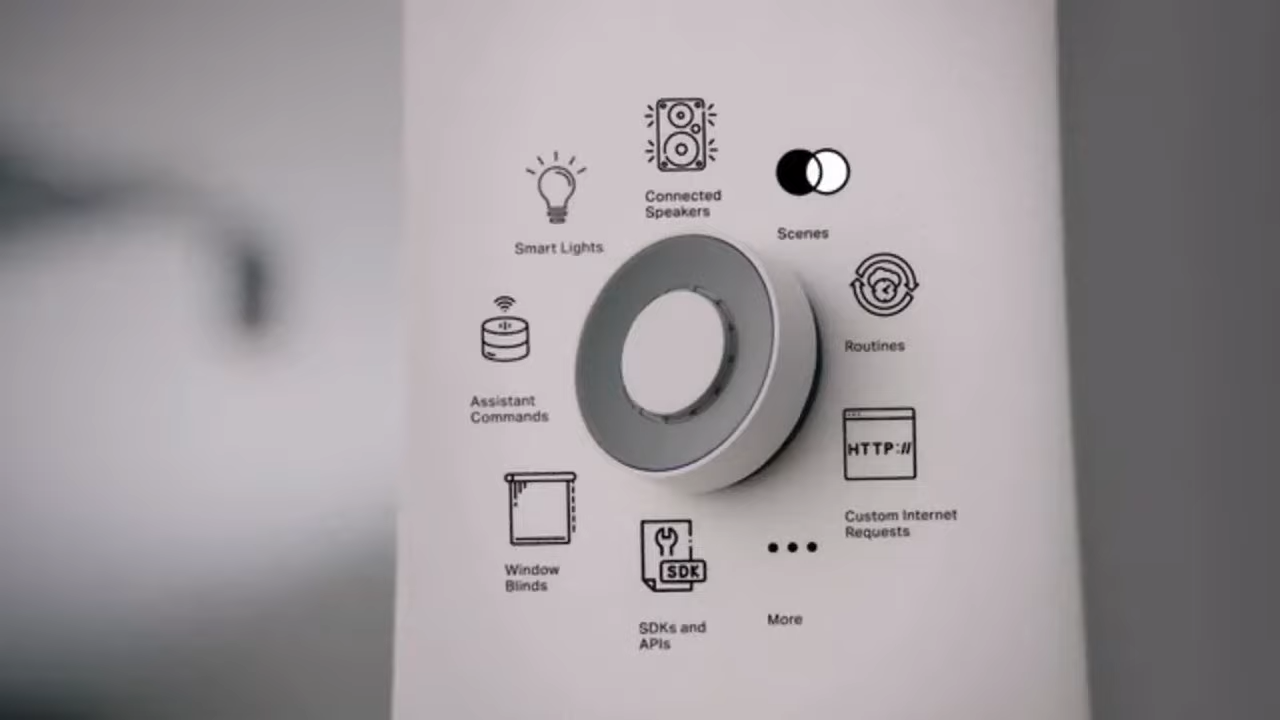 Connected
Speakers
Smart Lights
Scenes
Routines
Assistant
Commands
HTTP://
Custom Internet
Requests
Window
Blinds
SDK
SDKs and
APIs
More